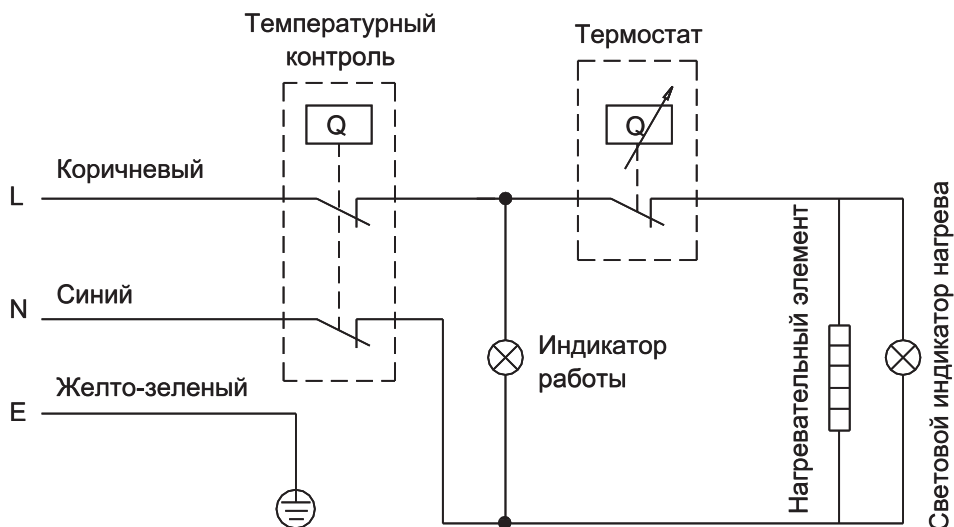 Температурный
контроль
Термостат
Q
Q
Коричневый
L
Синий
N
Индикатор
работы
Желто-зеленый
E
Нагревательный элемент
Световой индикатор нагрева